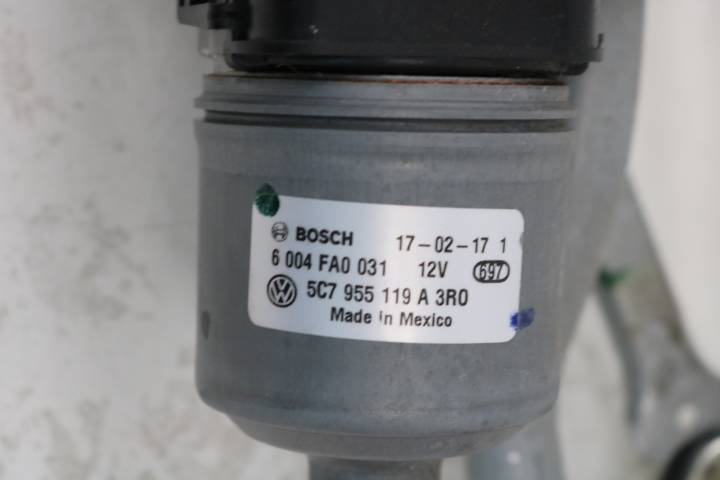 BOSCH 17-02-17 1
6 004 FA0 031 12V 697
5C7 955 119 A 3R0
Made in Mexico